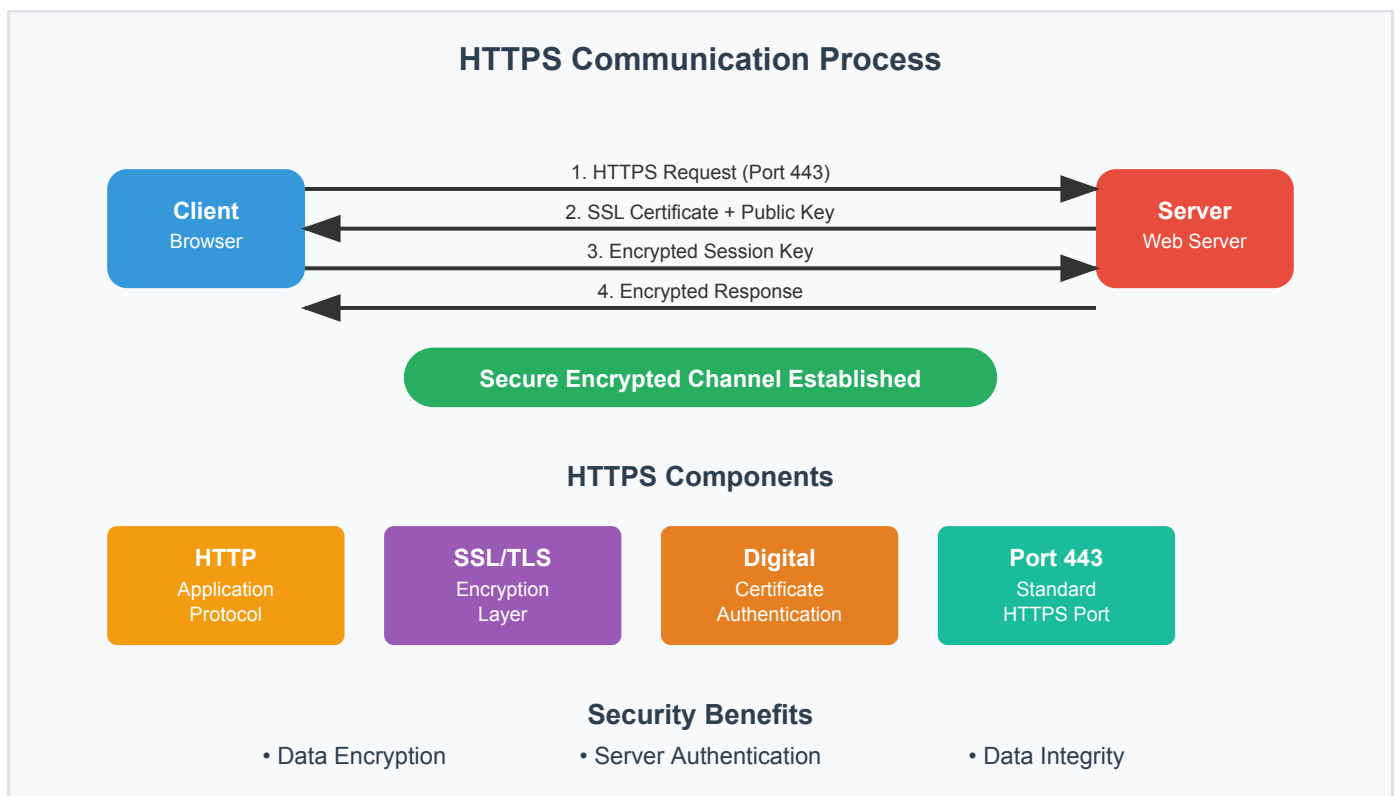 HTTPS Communication Process
1. HTTPS Request (Port 443)
Client
Browser
2. SSL Certificate + Public Key
Server
Web Server
3. Encrypted Session Key
4. Encrypted Response
Secure Encrypted Channel Established
HTTPS Components
HTTP
Application
Protocol
SSL/TLS
Encryption
Layer
Digital
Certificate
Authentication
Port 443
Standard
HTTPS Port
Security Benefits
• Data Encryption
• Server Authentication
• Data Integrity